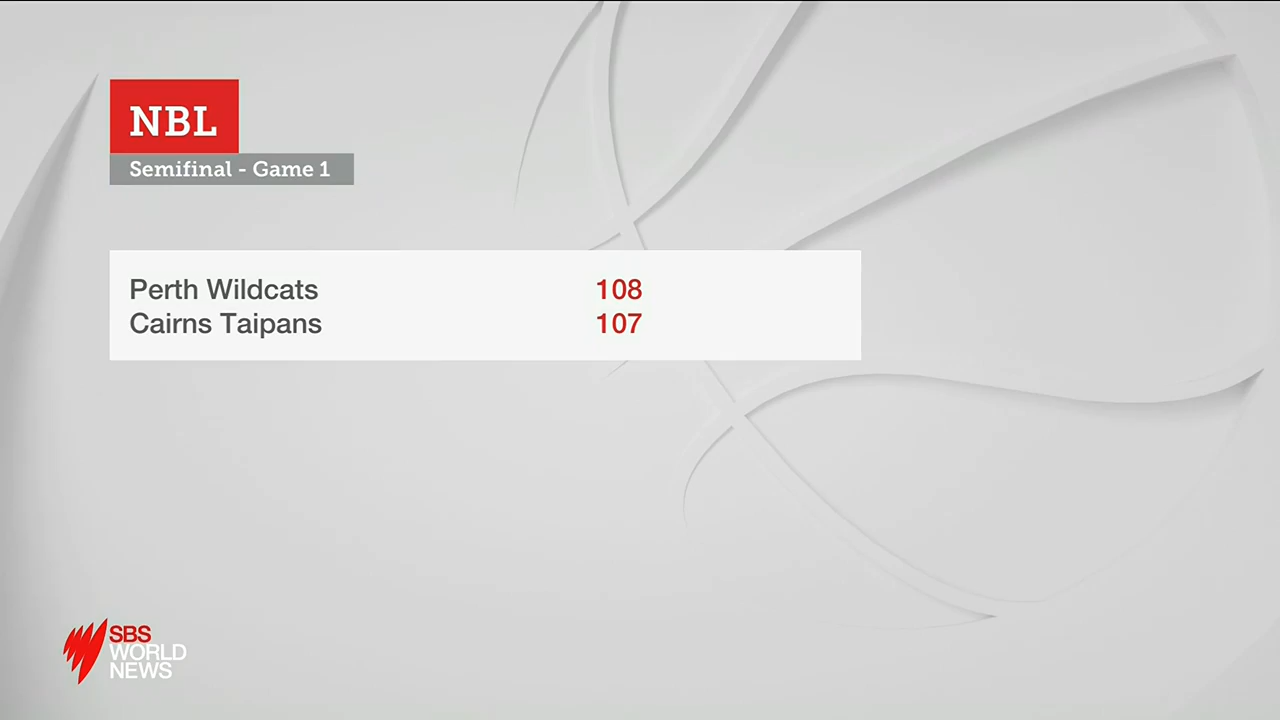 NBL
Semifinal - Game 1
Perth Wildcats 108
Cairns Taipans 107
SBS
WORLD
NEWS